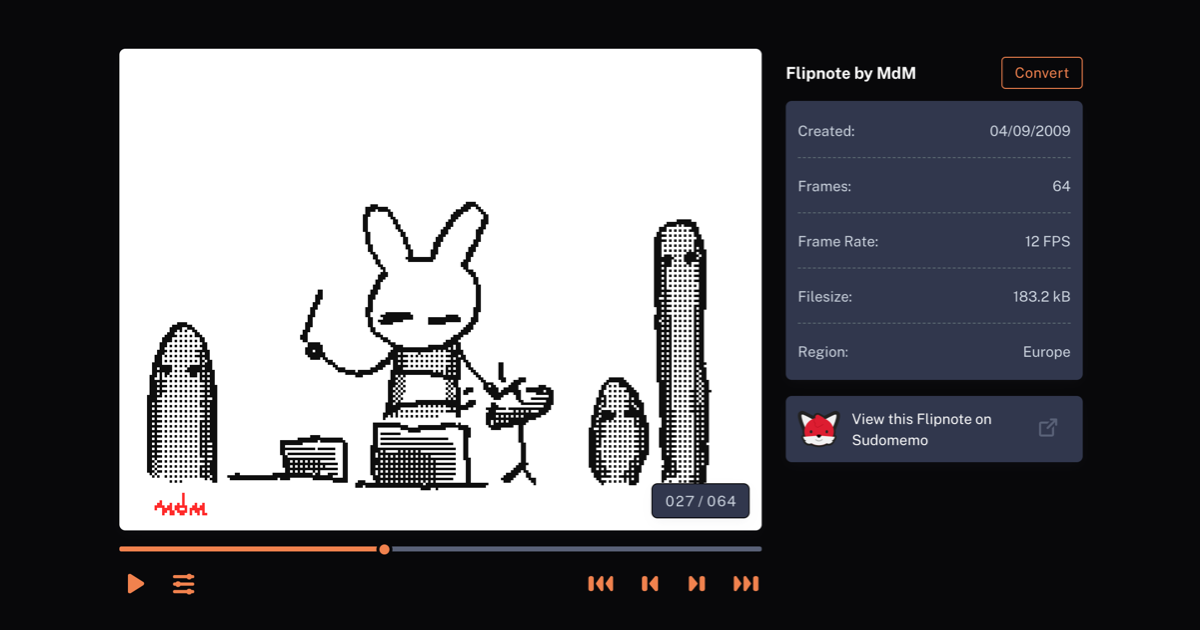 Flipnote by MdM
Convert
Created:
04/09/2009
Frames:
64
Frame Rate:
12 FPS
Filesize:
183.2 kB
Region:
Europe
View this Flipnote on
Sudomemo
MdM
027 / 064